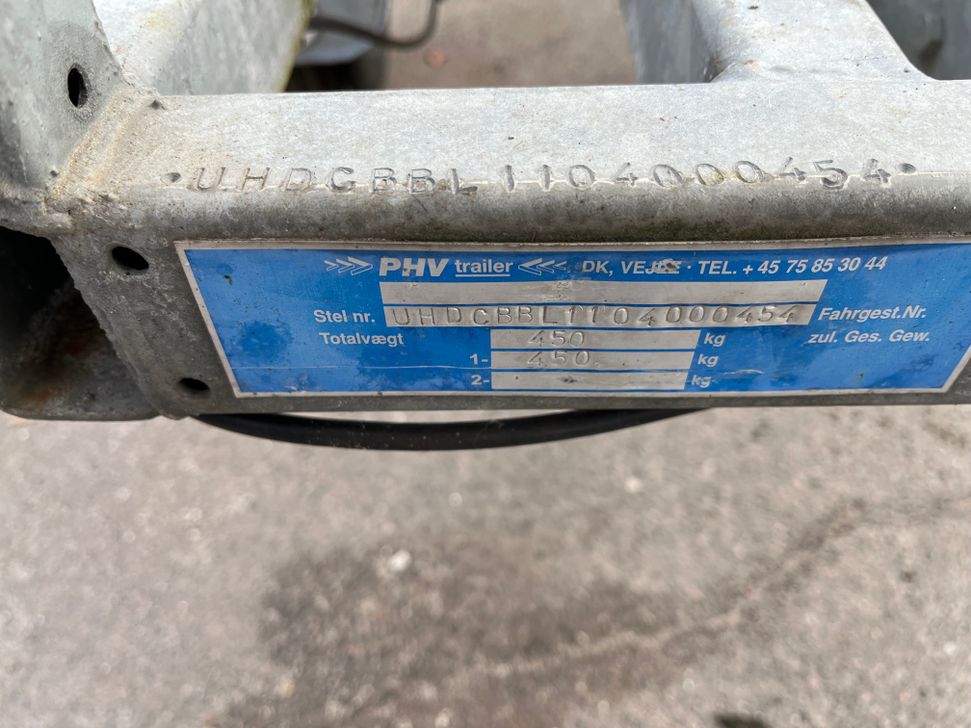 ·UHDCBBL1104000454·
PHV trailer DK, VEJLE · TEL. + 45 75 85 30 44
Stel nr. UHDCBBL1104000454 Fahrgest.Nr.
Totalvægt 450 kg zul. Ges. Gew.
1- 450. kg
2- kg